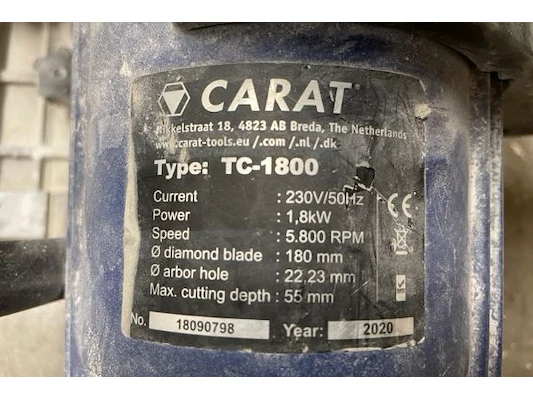 CARAT
Nikkelstraat 18, 4823 AB Breda, The Netherlands
www.carat-tools.eu /.com /.nl /.dk
Type: TC-1800
Current : 230V/50Hz
Power : 1,8kW
Speed : 5.800 RPM
Ø diamond blade : 180 mm
Ø arbor hole : 22,23 mm
Max. cutting depth : 55 mm
CE
No. 18090798 Year: 2020